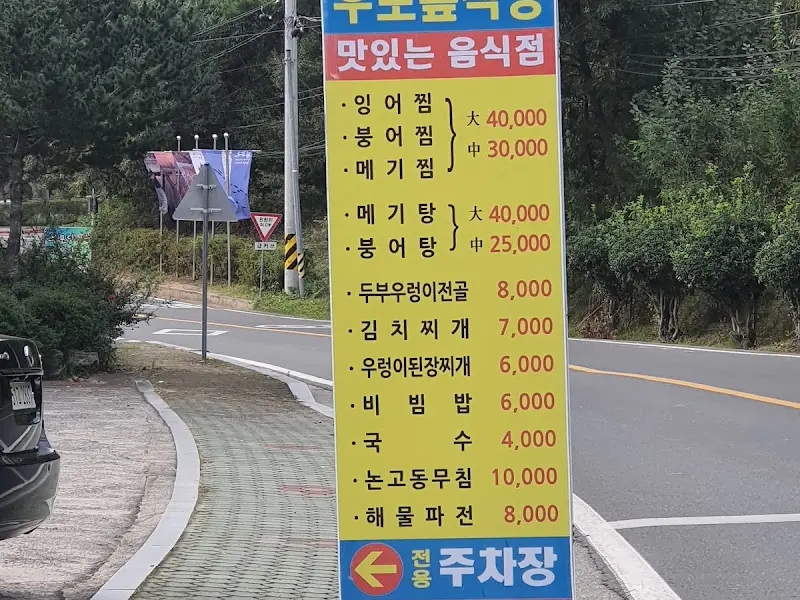 맛있는 음식점
· 잉어찜
· 붕어찜
· 메기찜
大 40,000
中 30,000
· 메기탕
· 붕어탕
大 40,000
中 25,000
· 두부우렁이전골 8,000
· 김치찌개 7,000
· 우렁이된장찌개 6,000
· 비빔밥 6,000
· 국수 4,000
· 논고동무침 10,000
· 해물파전 8,000
전용 주차장